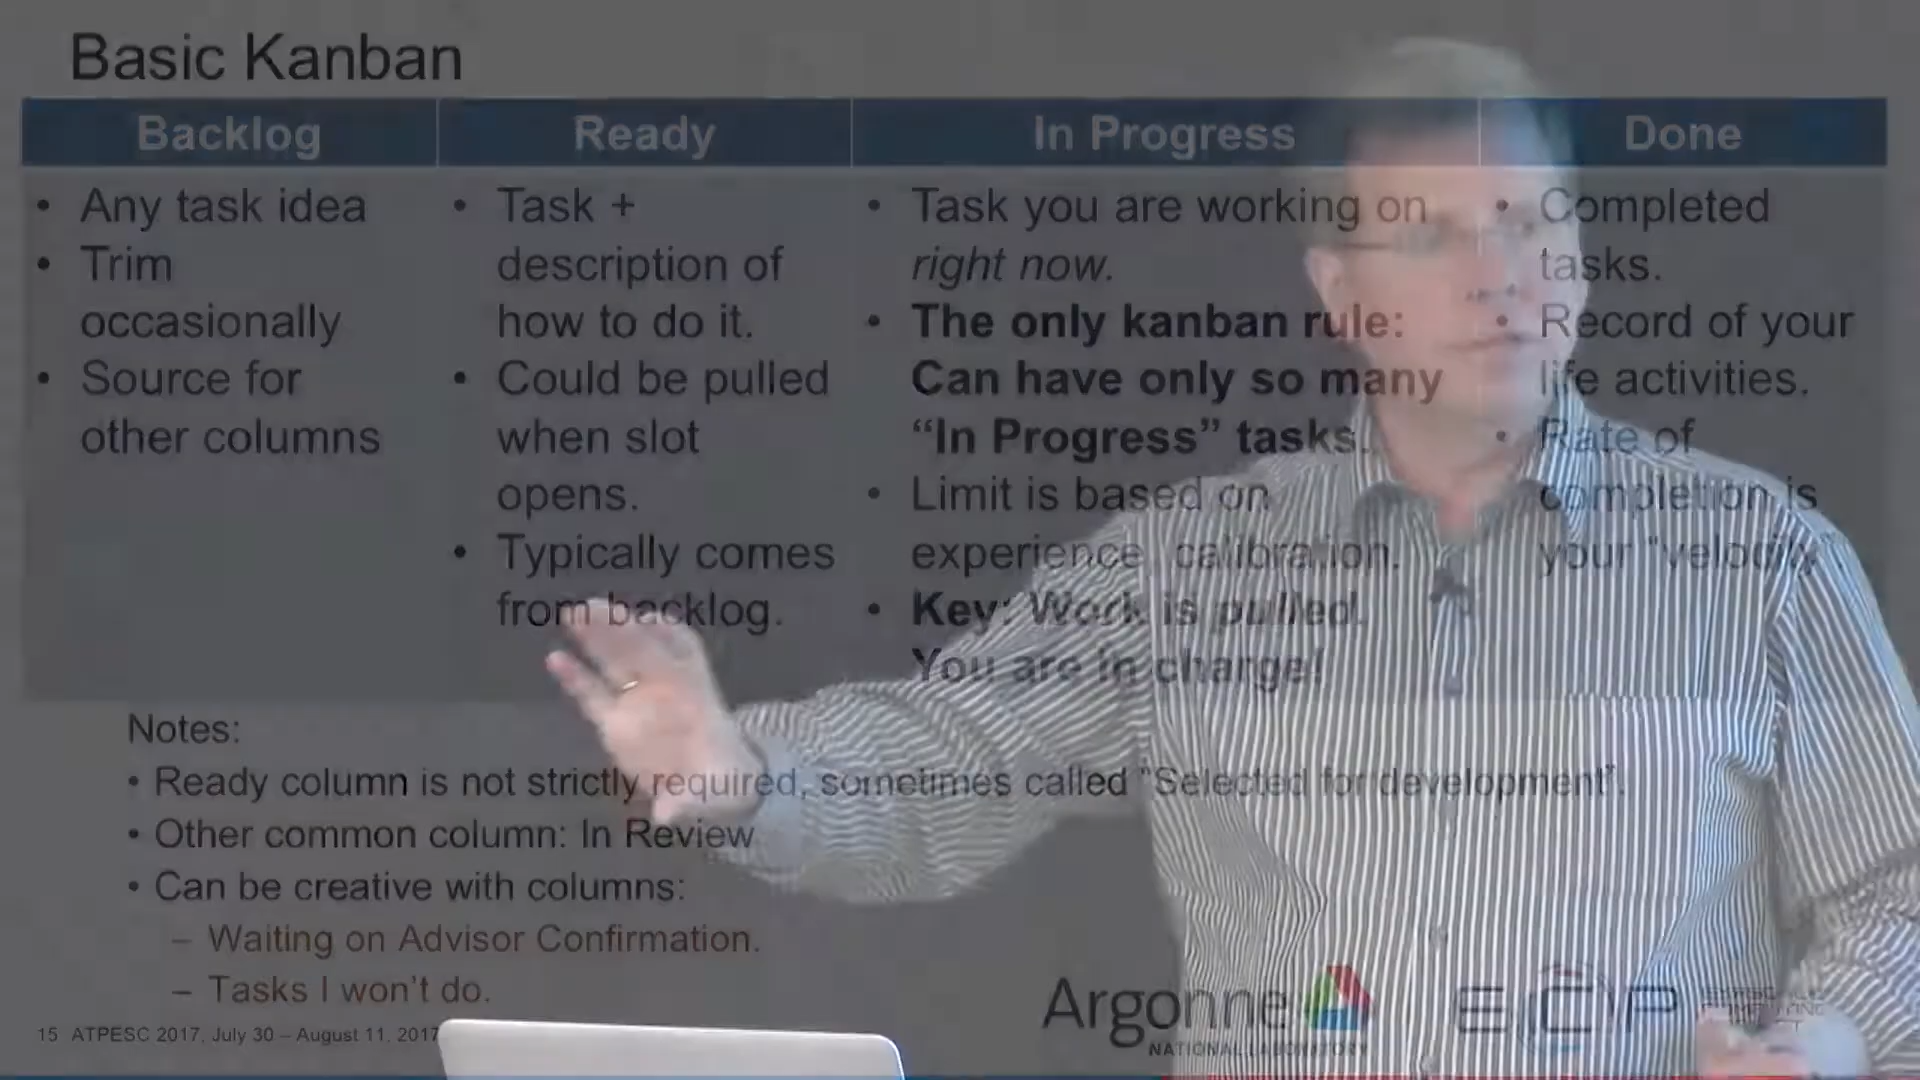 Basic Kanban
Backlog
Ready
In Progress
Done
• Any task idea
• Trim
occasionally
• Source for
other columns
• Task +
description of
how to do it.
• Could be pulled
when slot
opens.
• Typically comes
from backlog.
• Task you are working on
right now.
• The only kanban rule:
Can have only so many
“In Progress” tasks.
• Limit is based on
experience, calibration.
• Key: Work is pulled.
You are in charge!
• Completed
tasks.
• Record of your
life activities.
• Rate of
completion is
your “velocity”.
Notes:
• Ready column is not strictly required, sometimes called “Selected for development”.
• Other common column: In Review
• Can be creative with columns:
– Waiting on Advisor Confirmation.
– Tasks I won’t do.
15 ATPESC 2017, July 30 – August 11, 2017
Argonne
NATIONAL LABORATORY
ECP